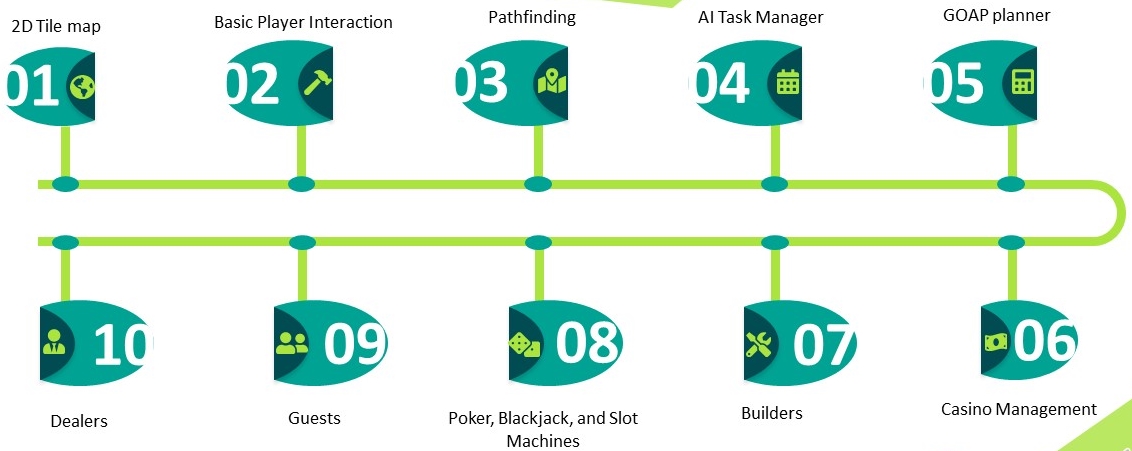 2D Tile map
Basic Player Interaction
Pathfinding
AI Task Manager
GOAP planner
01
02
03
04
05
10
09
08
07
06
Dealers
Guests
Poker, Blackjack, and Slot
Machines
Builders
Casino Management